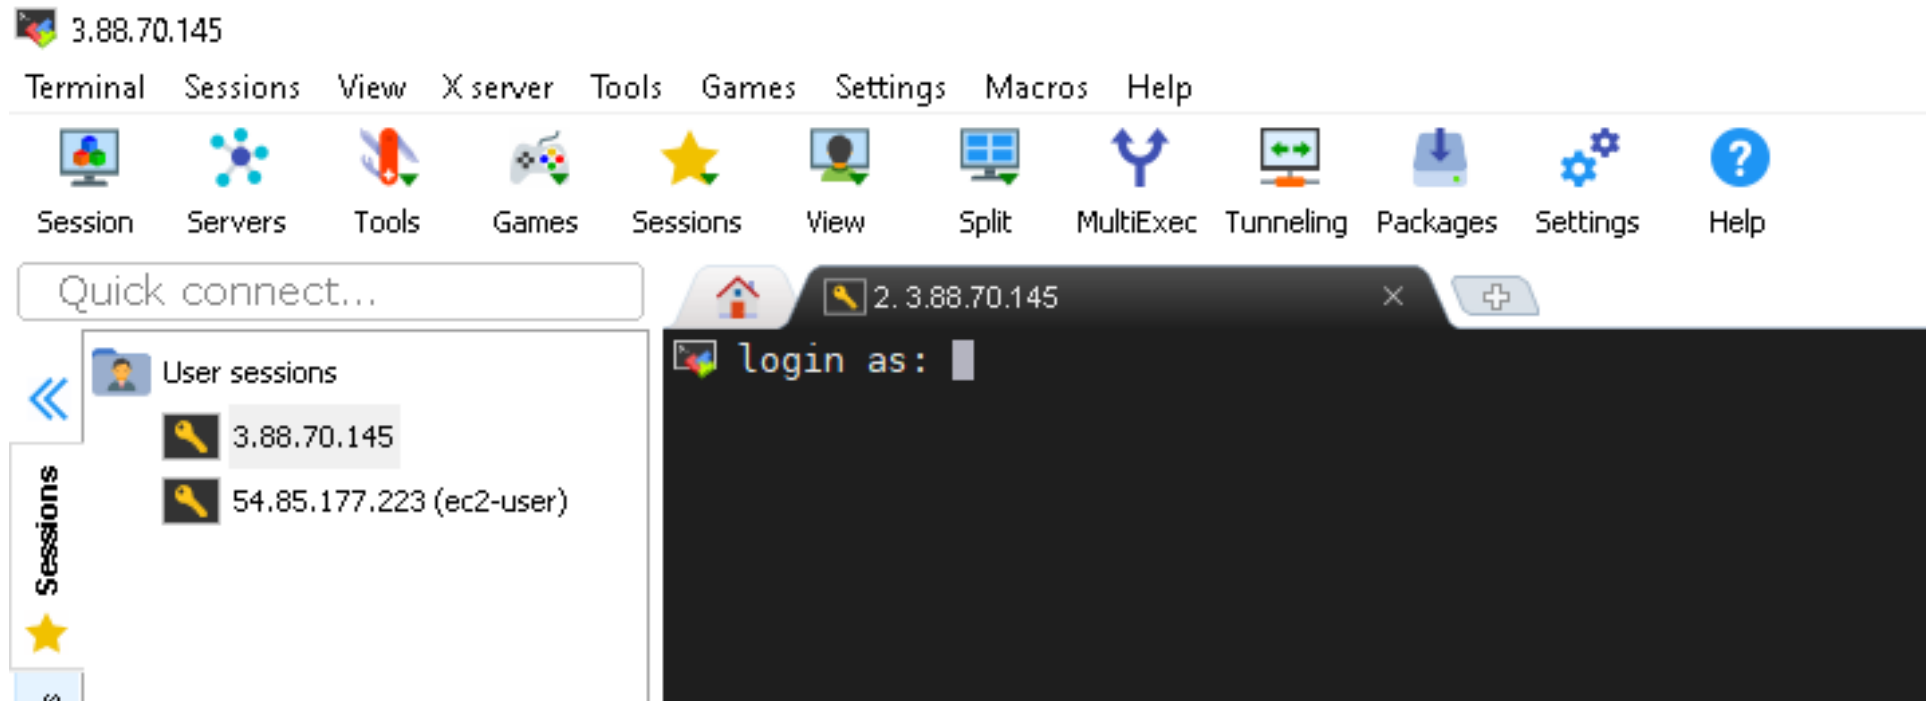 3.88.70.145
Terminal Sessions View X server Tools Games Settings Macros Help
Session Servers Tools Games Sessions View Split MultiExec Tunneling Packages Settings Help
Quick connect...
2. 3.88.70.145
User sessions
3.88.70.145
54.85.177.223 (ec2-user)
Sessions
login as: